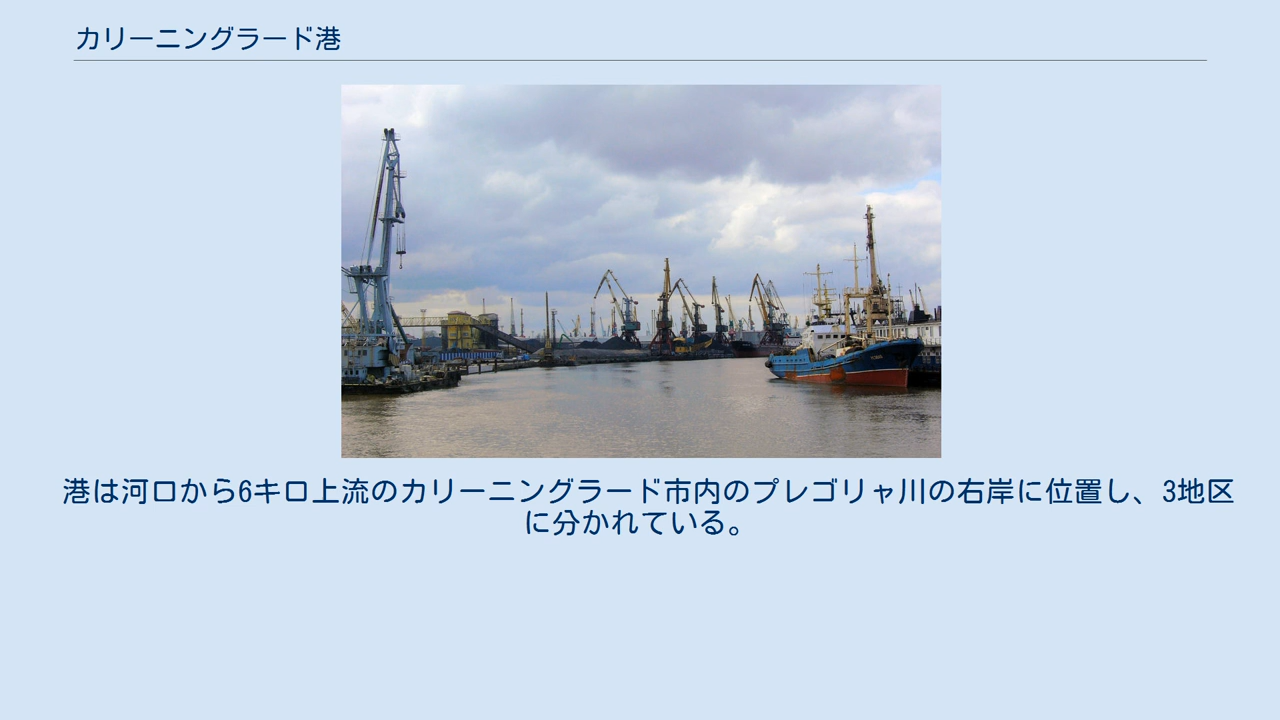 カリーニングラード港
港は河口から6キロ上流のカリーニングラード市内のプレゴリャ川の右岸に位置し、3地区
に分かれている。